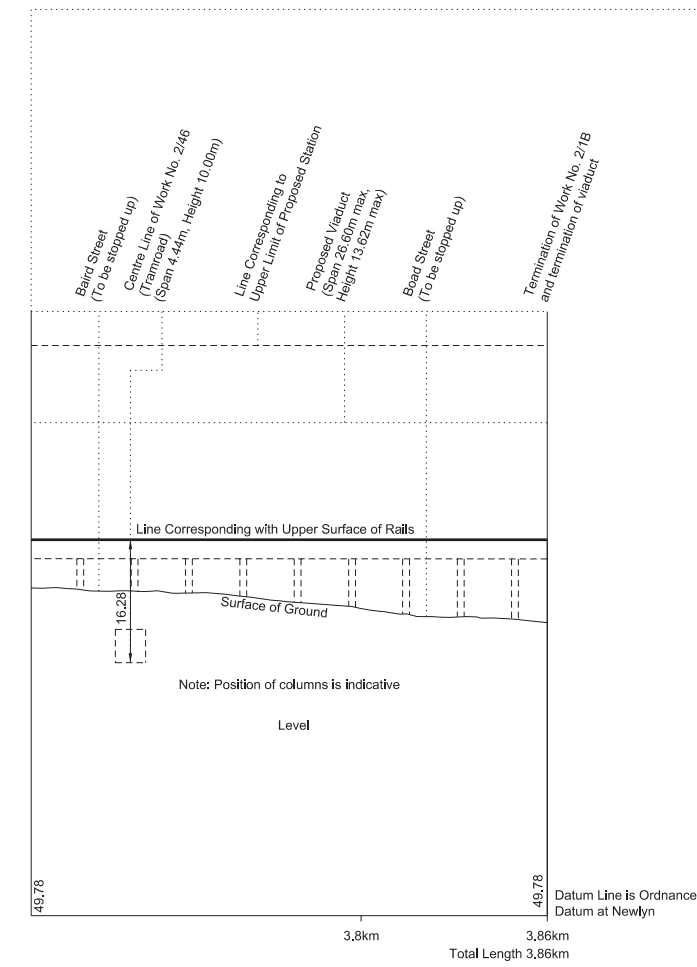 Baird Street
(To be stopped up)
Centre Line of Work No. 2/46
(Tramroad)
(Span 4.44m, Height 10.00m)
Line Corresponding to
Upper Limit of Proposed Station
Proposed Viaduct
(Span 26.60m max,
Height 13.62m max)
Boad Street
(To be stopped up)
Termination of Work No. 2/1B
and termination of viaduct
Line Corresponding with Upper Surface of Rails
16.28
Surface of Ground
Note: Position of columns is indicative
Level
49.78
49.78
Datum Line is Ordnance
Datum at Newlyn
3.8km
3.86km
Total Length 3.86km